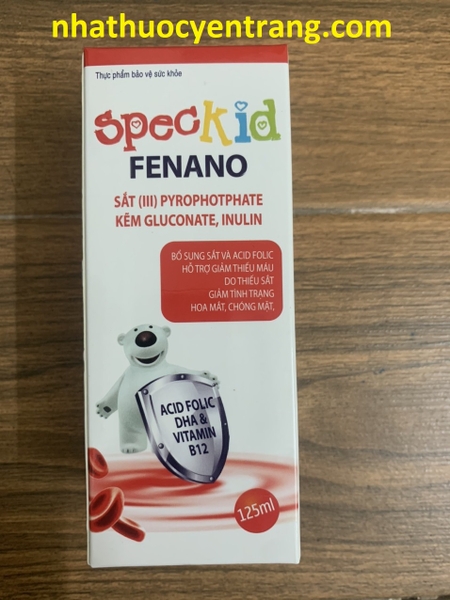 nhathuocyentrang.com
Thực phẩm bảo vệ sức khỏe
Speckid
FENANO
SẮT (III) PYROPHOTPHATE
KẼM GLUCONATE, INULIN
BỔ SUNG SẮT VÀ ACID FOLIC
HỖ TRỢ GIẢM THIẾU MÁU
DO THIẾU SẮT
GIẢM TÌNH TRẠNG
HOA MẮT, CHÓNG MẶT,
ACID FOLIC
DHA &
VITAMIN
B12
125ml